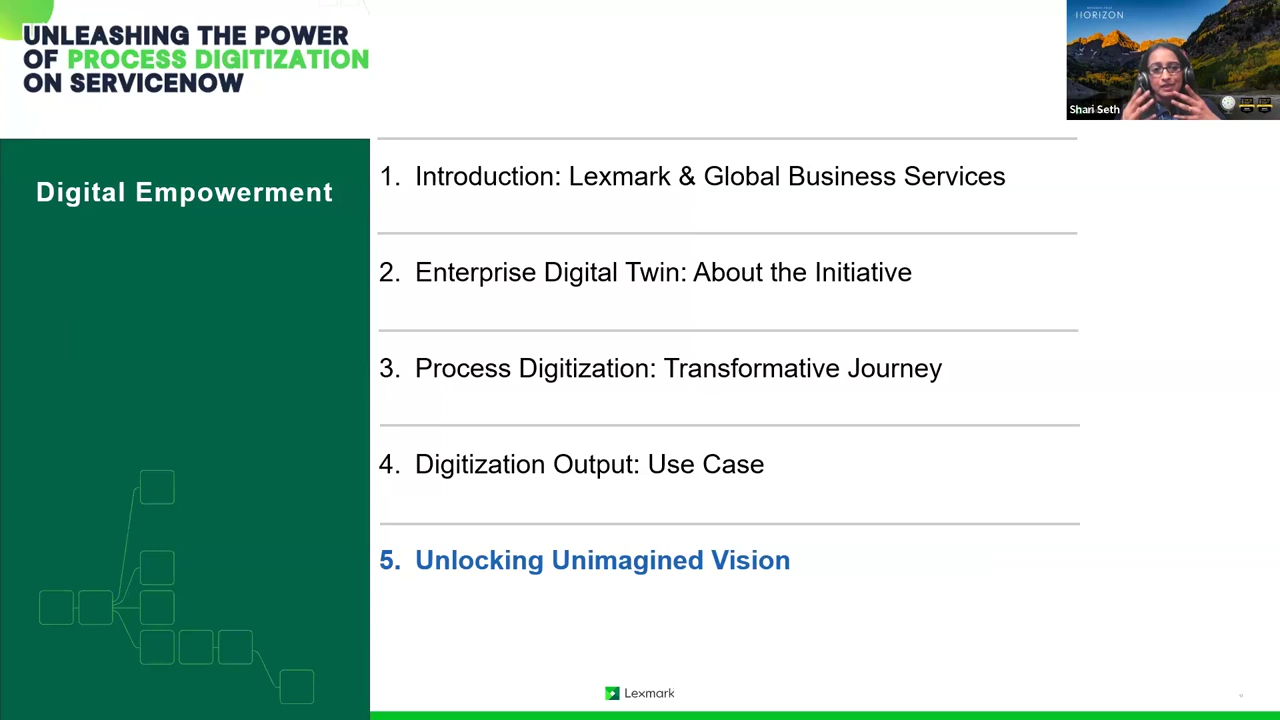 UNLEASHING THE POWER
OF PROCESS DIGITIZATION
ON SERVICENOW
HORIZON
Shari Seth
Digital Empowerment
1. Introduction: Lexmark & Global Business Services
2. Enterprise Digital Twin: About the Initiative
3. Process Digitization: Transformative Journey
4. Digitization Output: Use Case
5. Unlocking Unimagined Vision
Lexmark